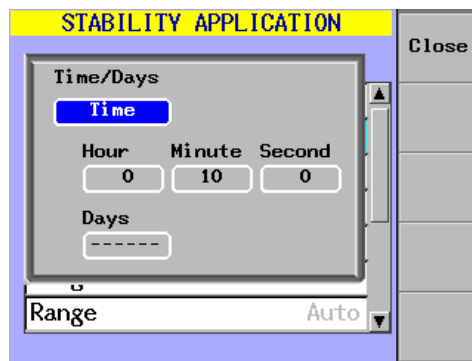 STABILITY APPLICATION
Close
Time/Days
Time
Hour Minute Second
0 10 0
Days
------
Range Auto